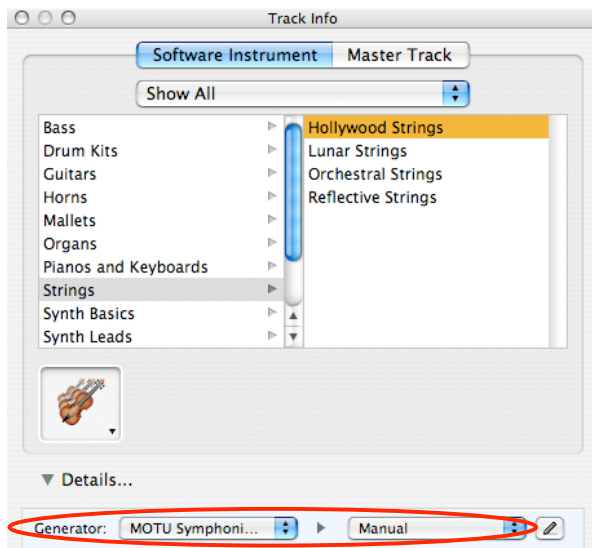 Track Info
Software Instrument Master Track
Show All
Bass
Drum Kits
Guitars
Horns
Mallets
Organs
Pianos and Keyboards
Strings
Synth Basics
Synth Leads
Hollywood Strings
Lunar Strings
Orchestral Strings
Reflective Strings
Details...
Generator: MOTU Symphoni... Manual